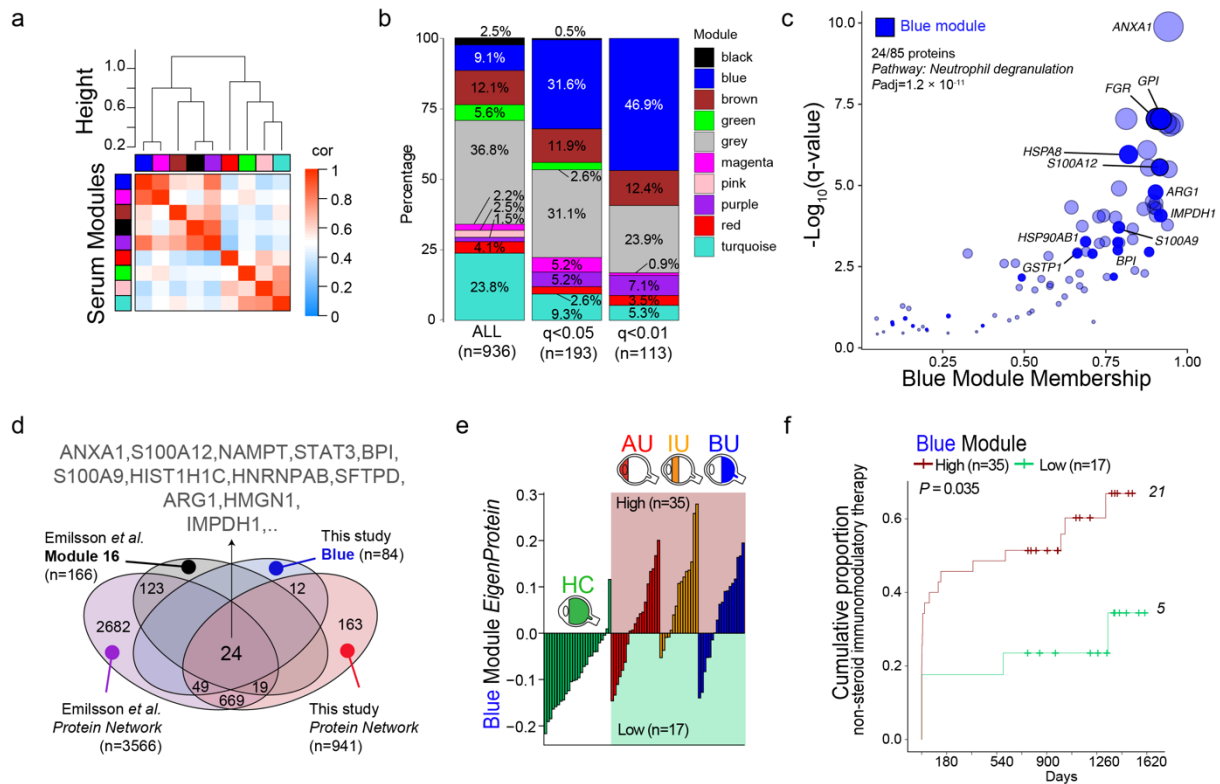 a
Height
1.0
0.8
0.6
0.4
0.2
Serum Modules
cor
1
0.8
0.6
0.4
0.2
0
b
Percentage
100
75
50
25
0
2.5%
9.1%
12.1%
5.6%
36.8%
2.2%
2.5%
1.5%
4.1%
23.8%
ALL
(n=936)
0.5%
31.6%
11.9%
2.6%
31.1%
5.2%
5.2%
2.6%
9.3%
q<0.05
(n=193)
46.9%
12.4%
23.9%
0.9%
7.1%
3.5%
5.3%
q<0.01
(n=113)
Module
black
blue
brown
green
grey
magenta
pink
purple
red
turquoise
c
-Log10(q-value)
10.0
7.5
5.0
2.5
0.0
Blue module
24/85 proteins
Pathway: Neutrophil degranulation
Padj=1.2 × 10-11
ANXA1
GPI
FGR
HSPA8
S100A12
ARG1
IMPDH1
HSP90AB1
S100A9
GSTP1
BPI
0.25
0.50
0.75
1.00
Blue Module Membership
d
ANXA1,S100A12,NAMPT,STAT3,BPI,
S100A9,HIST1H1C,HNRNPAB,SFTPD,
ARG1,HMGN1,
IMPDH1,..
Emilsson et al.
Module 16
(n=166)
This study
Blue (n=84)
123
12
2682
163
24
49
19
669
Emilsson et al.
Protein Network
(n=3566)
This study
Protein Network
(n=941)
e
AU
IU
BU
Blue Module EigenProtein
0.3
0.2
0.1
0.0
-0.1
-0.2
High (n=35)
HC
Low (n=17)
f
Blue Module
High (n=35)
Low (n=17)
P = 0.035
21
5
Cumulative proportion
non-steroid immunomodulatory therapy
0.6
0.4
0.2
0.0
180
540
900
1260
1620
Days